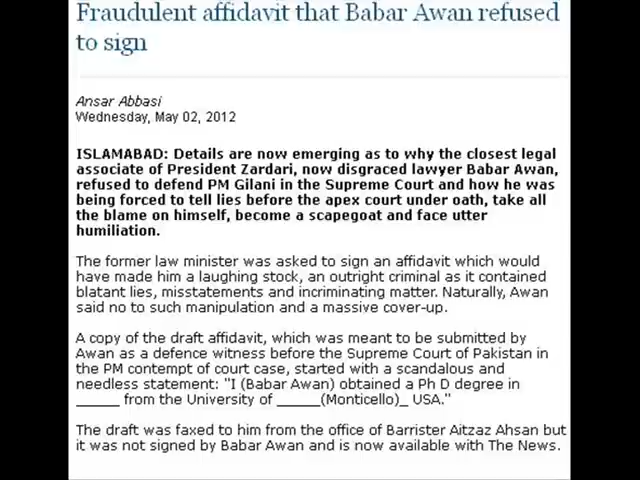 Fraudulent affidavit that Babar Awan refused
to sign
Ansar Abbasi
Wednesday, May 02, 2012
ISLAMABAD: Details are now emerging as to why the closest legal
associate of President Zardari, now disgraced lawyer Babar Awan,
refused to defend PM Gilani in the Supreme Court and how he was
being forced to tell lies before the apex court under oath, take all
the blame on himself, become a scapegoat and face utter
humiliation.
The former law minister was asked to sign an affidavit which would
have made him a laughing stock, an outright criminal as it contained
blatant lies, misstatements and incriminating matter. Naturally, Awan
said no to such manipulation and a massive cover-up.
A copy of the draft affidavit, which was meant to be submitted by
Awan as a defence witness before the Supreme Court of Pakistan in
the PM contempt of court case, started with a scandalous and
needless statement: "I (Babar Awan) obtained a Ph D degree in
______ from the University of ______(Monticello)_ USA."
The draft was faxed to him from the office of Barrister Aitzaz Ahsan but
it was not signed by Babar Awan and is now available with The News.